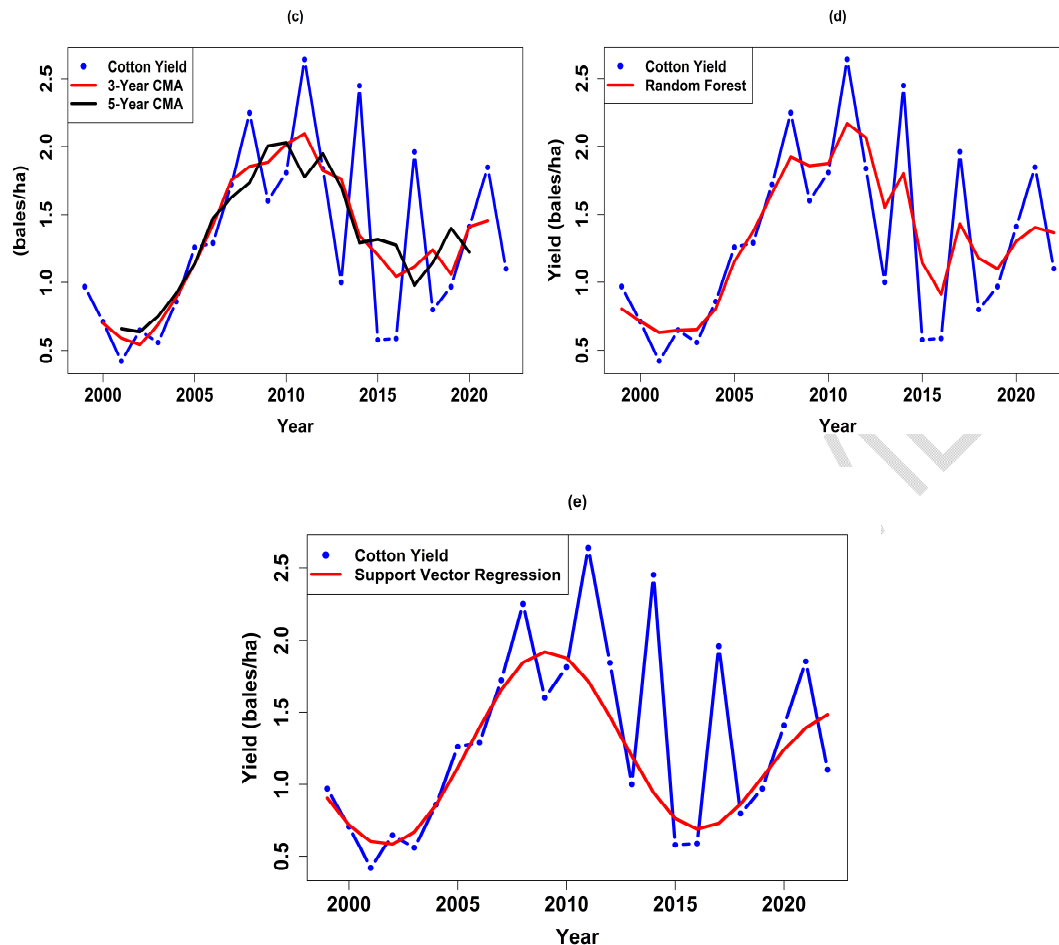 (c)
Cotton Yield
3-Year CMA
5-Year CMA
(bales/ha)
2.5
2.0
1.5
1.0
0.5
2000 2005 2010 2015 2020
Year
(d)
Cotton Yield
Random Forest
Yield (bales/ha)
2.5
2.0
1.5
1.0
0.5
2000 2005 2010 2015 2020
Year
(e)
Cotton Yield
Support Vector Regression
Yield (bales/ha)
2.5
2.0
1.5
1.0
0.5
2000 2005 2010 2015 2020
Year